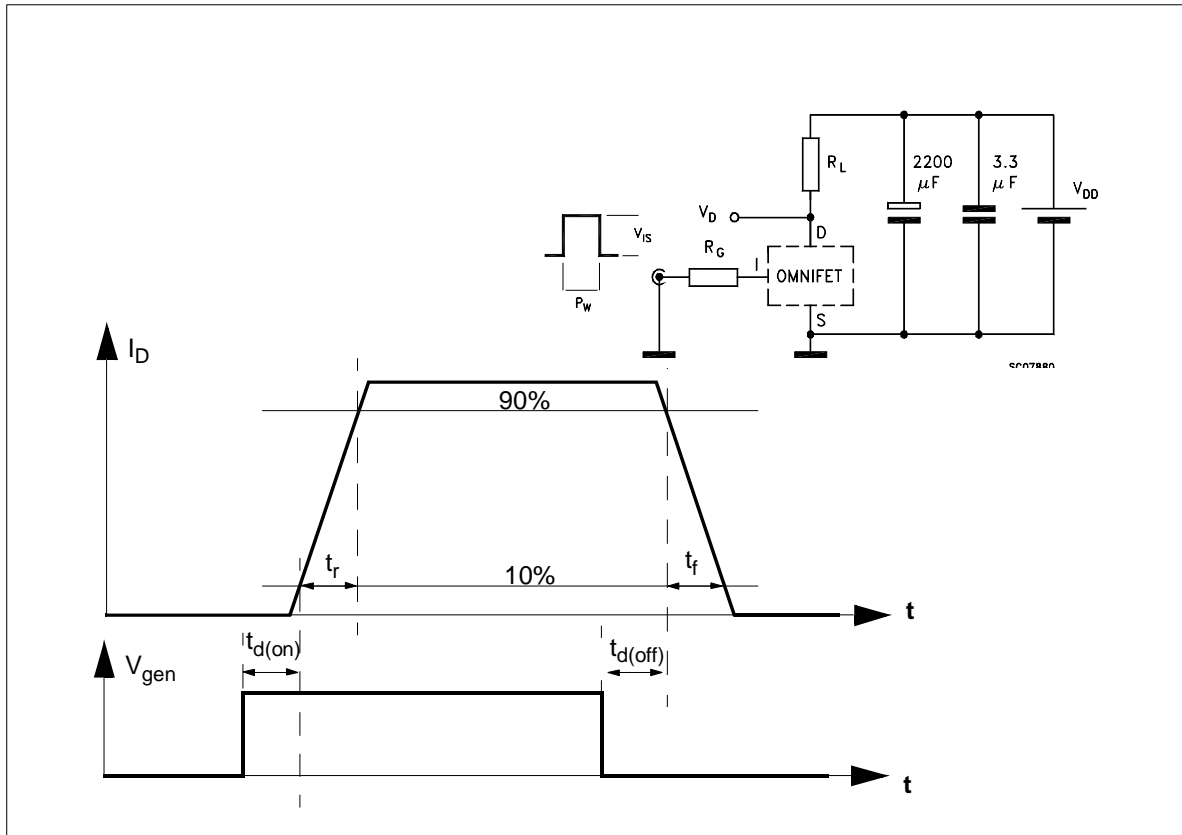 R_L
2200 µF
3.3 µF
V_DD
V_D
D
V_IS
R_G
I
OMNIFET
P_W
S
SC07880
I_D
90%
t_r
10%
t_f
t
t_d(on)
t_d(off)
V_gen
t